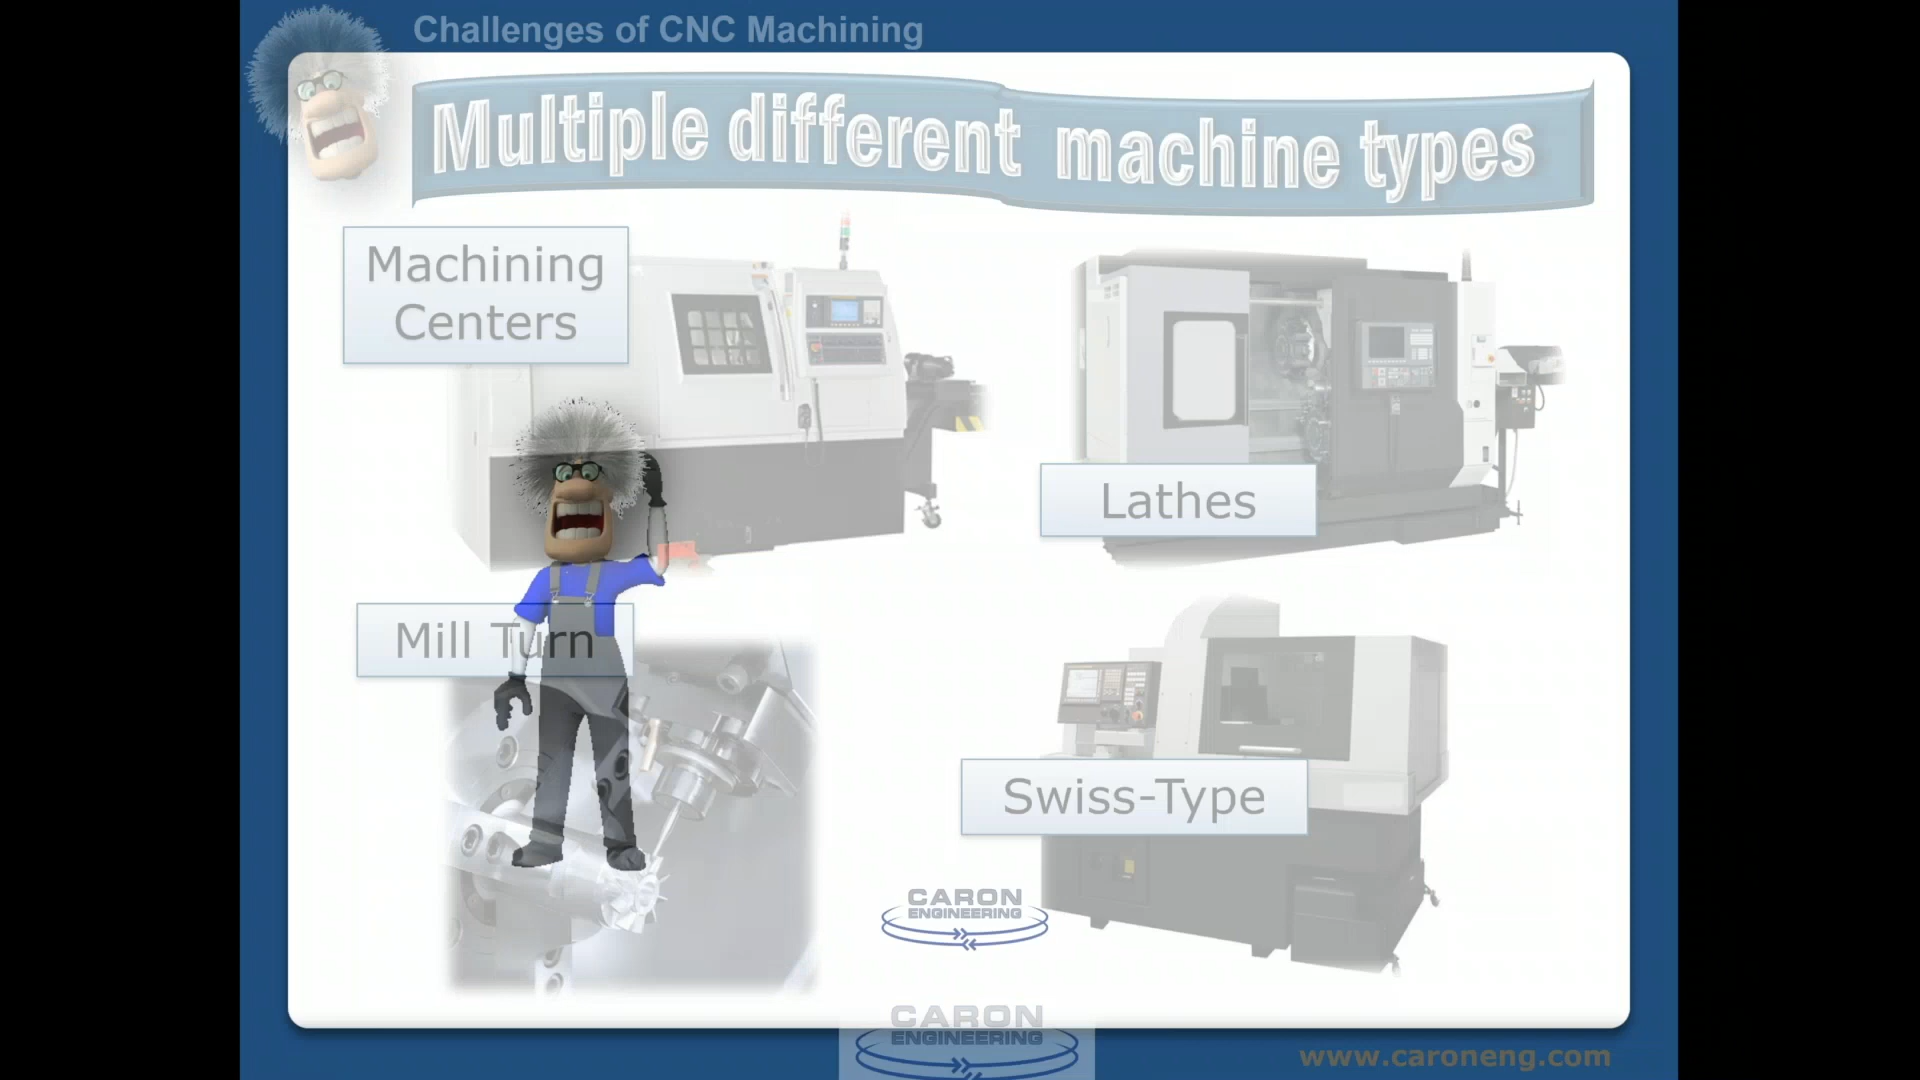 Challenges of CNC Machining
Multiple different machine types
Machining
Centers
Lathes
Mill Turn
Swiss-Type
CARON
ENGINEERING
CARON
ENGINEERING
www.caroneng.com